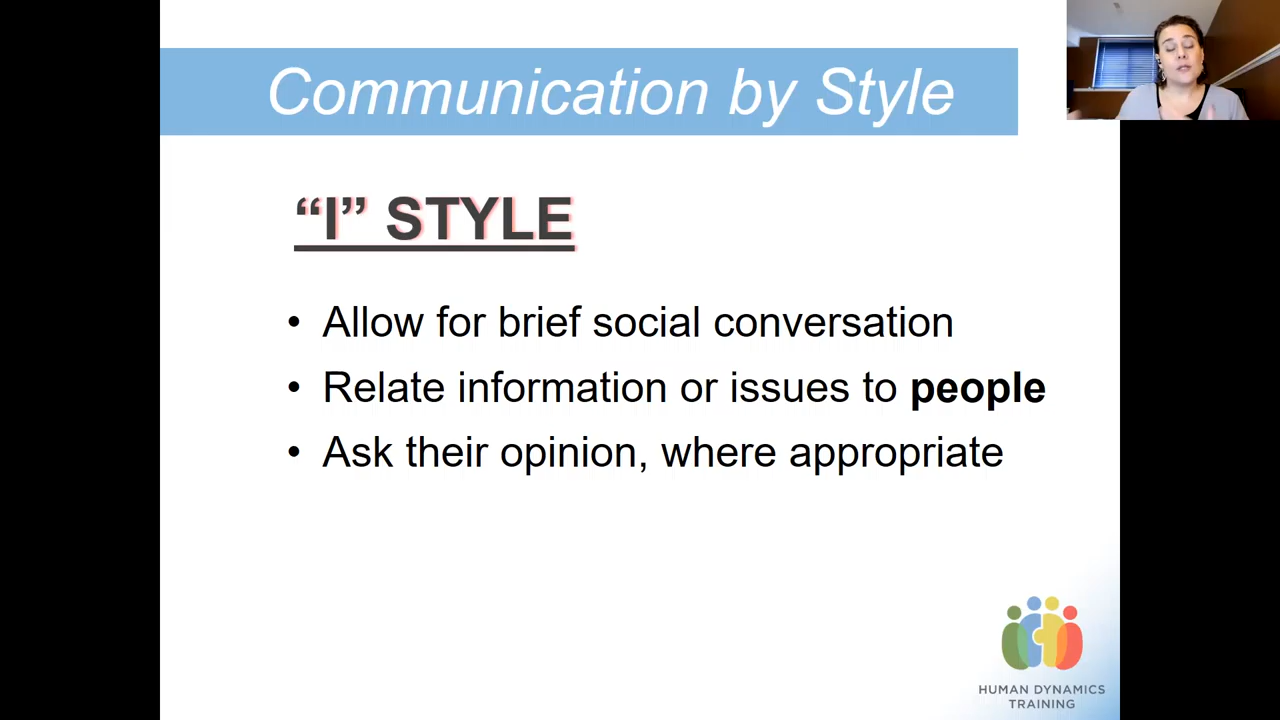 Communication by Style
“I” STYLE
• Allow for brief social conversation
• Relate information or issues to people
• Ask their opinion, where appropriate
HUMAN DYNAMICS
TRAINING